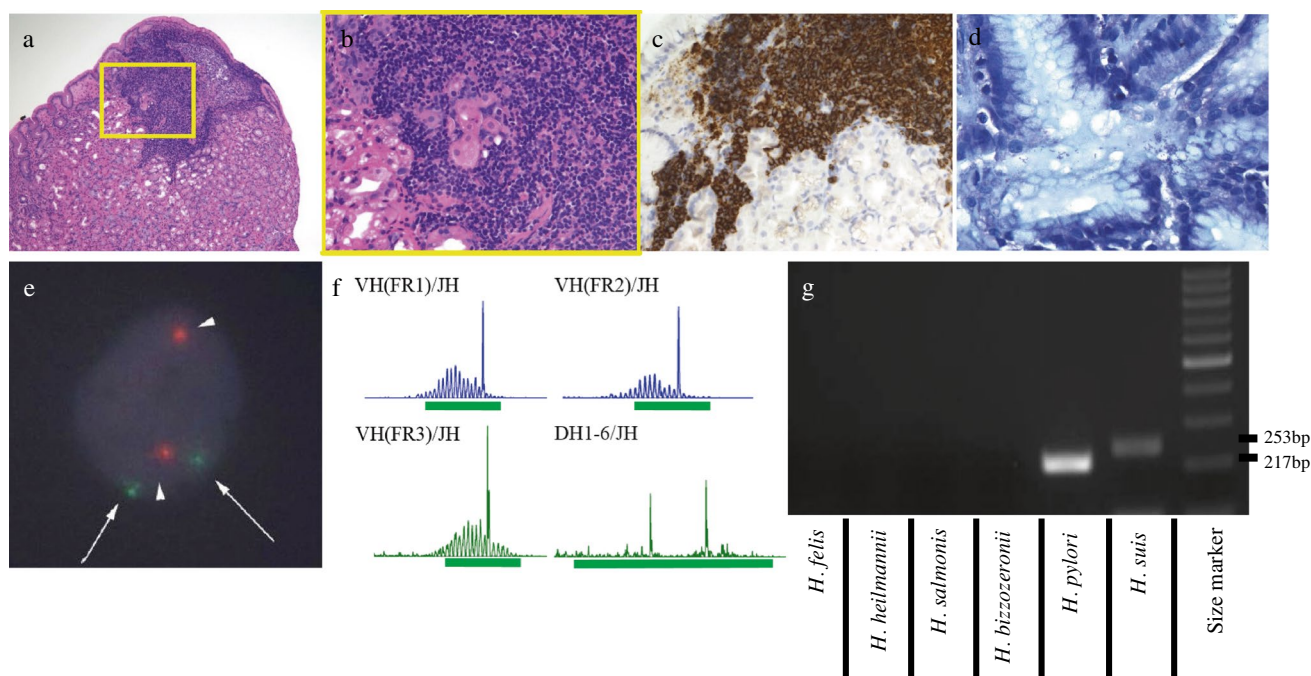 a
b
c
d
e
f
VH(FR1)/JH
VH(FR2)/JH
VH(FR3)/JH
DH1-6/JH
g
253bp
217bp
H. felis
H. heilmannii
H. salmonis
H. bizzozeronii
H. pylori
H. suis
Size marker